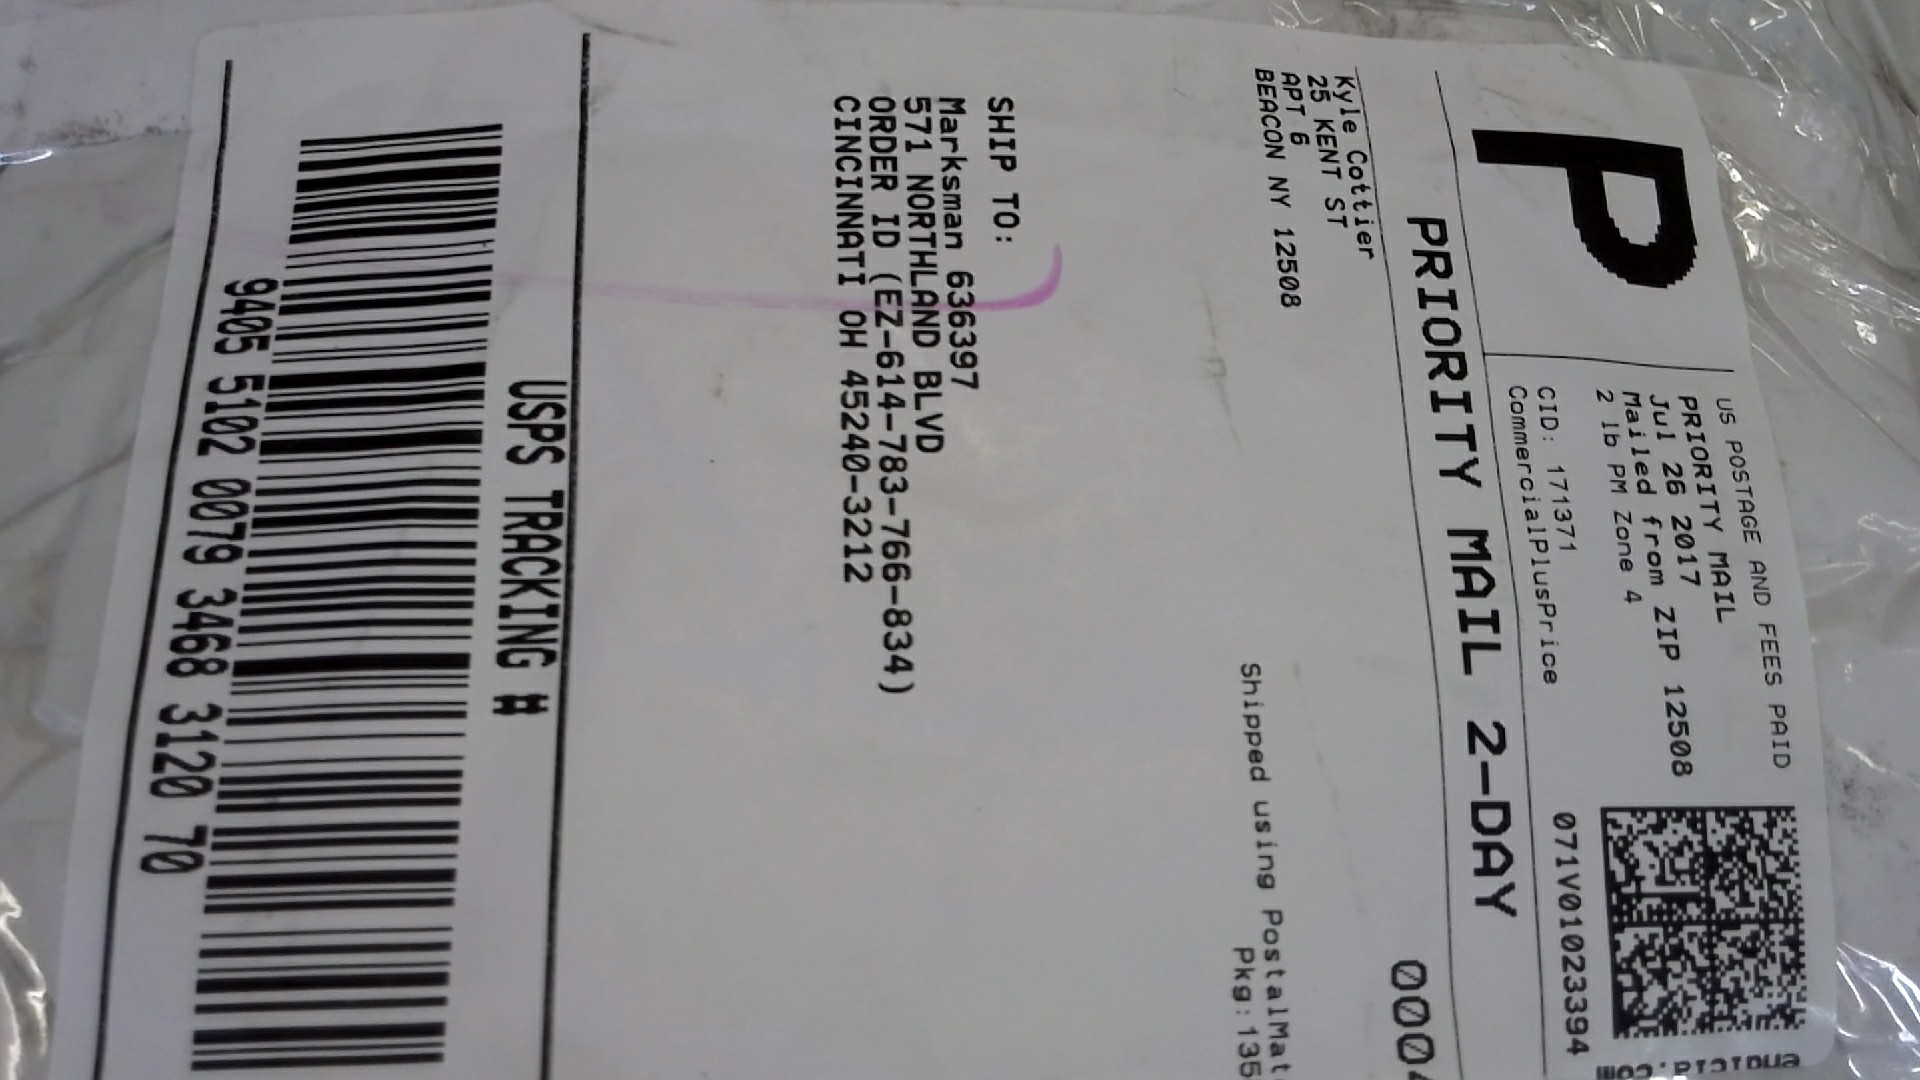 P
US POSTAGE AND FEES PAID
PRIORITY MAIL
Jul 26 2017
Mailed from ZIP 12508
2 lb PM Zone 4
CID: 171371
CommercialPlusPrice
071V01023394
endicia.com
PRIORITY MAIL 2-DAY
Kyle Cottier
25 KENT ST
APT 6
BEACON NY 12508
Shipped using
Pkg:135
SHIP TO:
Marksman 636397
571 NORTHLAND BLVD
ORDER ID (EZ-614-783-766-834)
CINCINNATI OH 45240-3212
USPS TRACKING #
9405 5102 0079 3468 3120 70